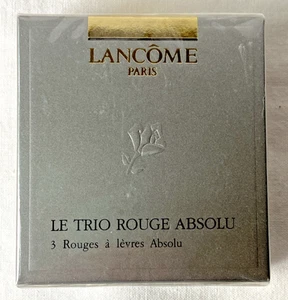 LANCÔME
PARIS
LE TRIO ROUGE ABSOLU
3 Rouges à lèvres Absolu